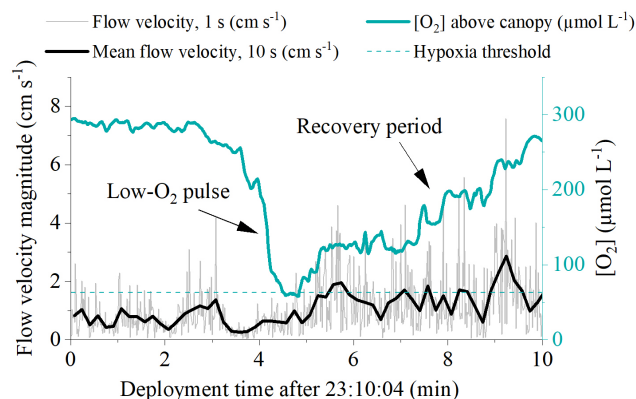 Flow velocity, 1 s (cm s⁻¹)
[O₂] above canopy (µmol L⁻¹)
Mean flow velocity, 10 s (cm s⁻¹)
Hypoxia threshold
Flow velocity magnitude (cm s⁻¹)
8
6
4
2
0
Low-O₂ pulse
Recovery period
300
200
100
0
[O₂] (µmol L⁻¹)
0 2 4 6 8 10
Deployment time after 23:10:04 (min)